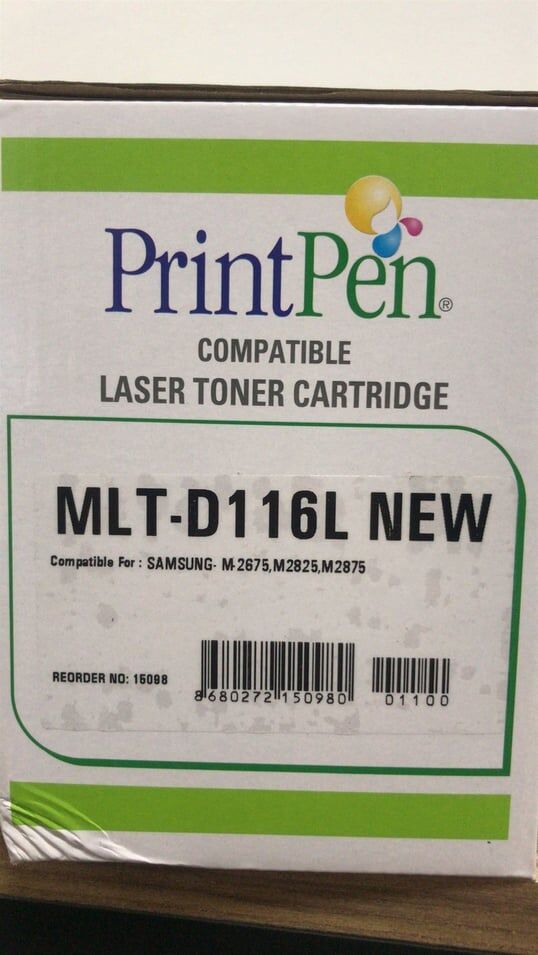 PrintPen®
COMPATIBLE
LASER TONER CARTRIDGE
MLT-D116L NEW
Compatible For : SAMSUNG- M-2675,M2825,M2875
REORDER NO: 15098
8 680272 150980
01100